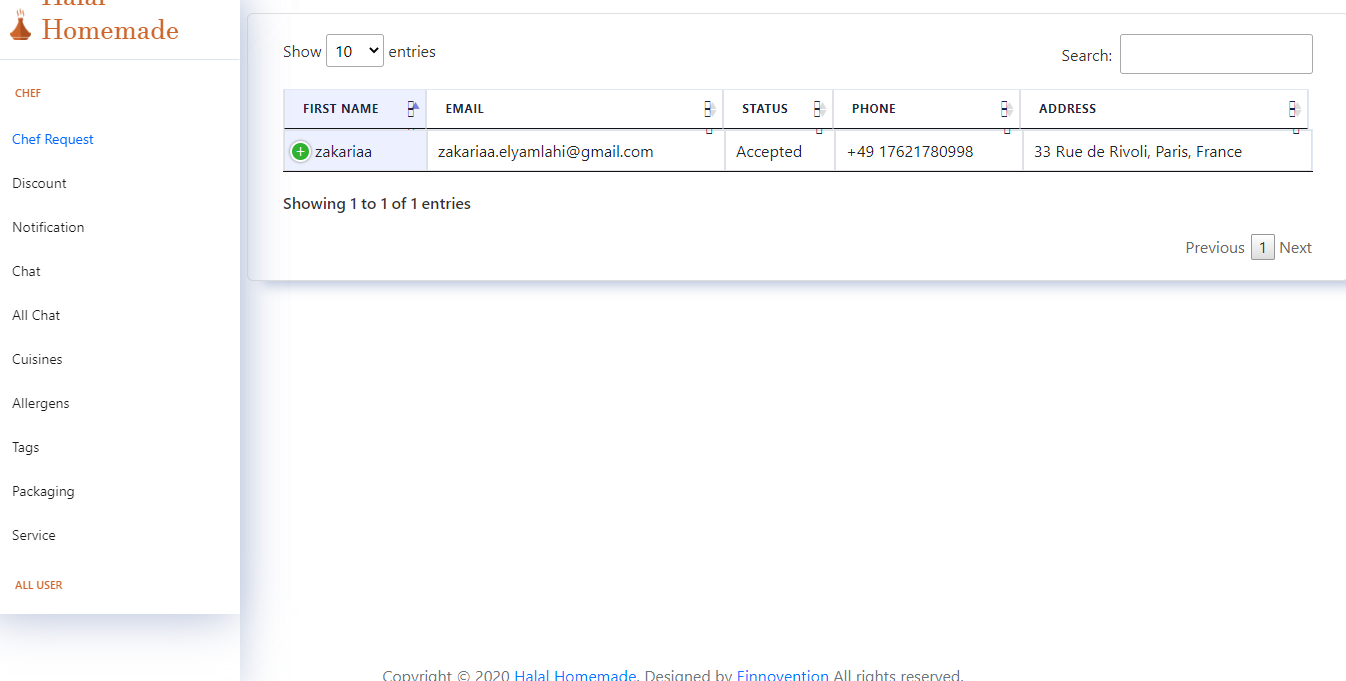 Halal
Homemade
CHEF
Chef Request
Discount
Notification
Chat
All Chat
Cuisines
Allergens
Tags
Packaging
Service
ALL USER
Show 10 entries
Search:
FIRST NAME EMAIL STATUS PHONE ADDRESS
zakariaa zakariaa.elyamlahi@gmail.com Accepted +49 17621780998 33 Rue de Rivoli, Paris, France
Showing 1 to 1 of 1 entries
Previous 1 Next
Copyright © 2020 Halal Homemade. Designed by Finnovention All rights reserved.